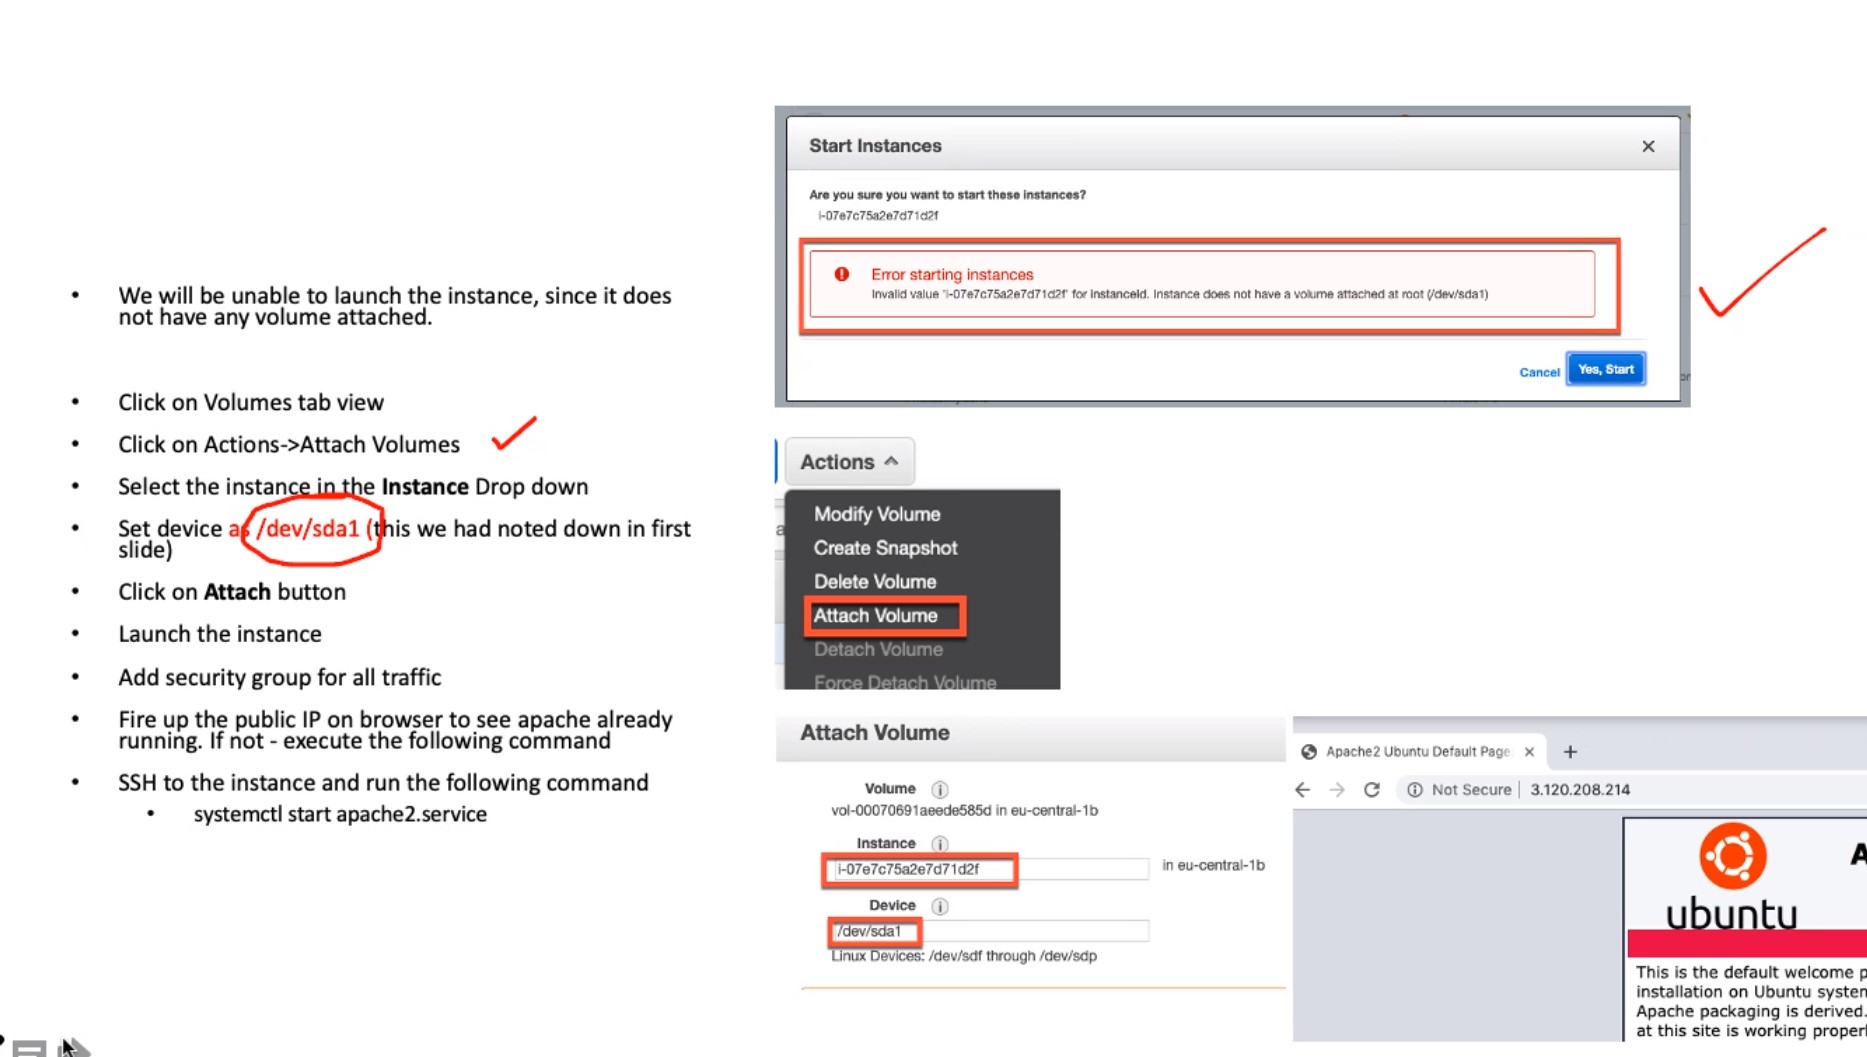 • We will be unable to launch the instance, since it does
not have any volume attached.
• Click on Volumes tab view
• Click on Actions->Attach Volumes
• Select the instance in the Instance Drop down
• Set device as /dev/sda1 (this we had noted down in first
slide)
• Click on Attach button
• Launch the instance
• Add security group for all traffic
• Fire up the public IP on browser to see apache already
running. If not - execute the following command
• SSH to the instance and run the following command
• systemctl start apache2.service
Start Instances
Are you sure you want to start these instances?
i-07e7c75a2e7d71d2f
Error starting instances
Invalid value 'i-07e7c75a2e7d71d2f' for instanceId. Instance does not have a volume attached at root (/dev/sda1)
Cancel Yes, Start
Actions
Modify Volume
Create Snapshot
Delete Volume
Attach Volume
Detach Volume
Force Detach Volume
Attach Volume
Volume
vol-00070691aeede585d in eu-central-1b
Instance
i-07e7c75a2e7d71d2f in eu-central-1b
Device
/dev/sda1
Linux Devices: /dev/sdf through /dev/sdp
Apache2 Ubuntu Default Page:
Not Secure 3.120.208.214
A
ubuntu
This is the default welcome p
installation on Ubuntu system
Apache packaging is derived.
at this site is working properl